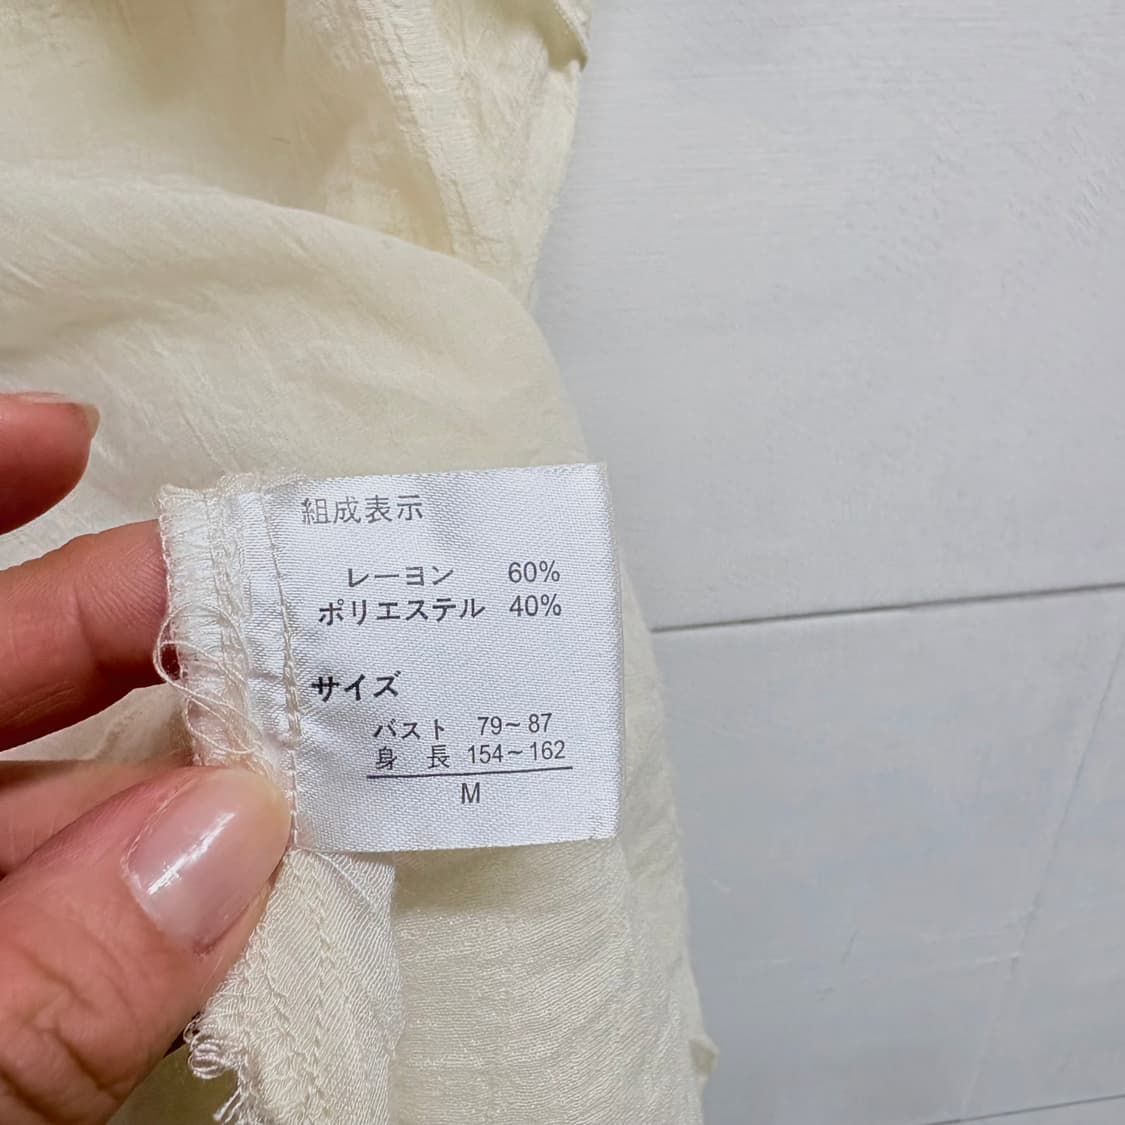 組成表示
レーヨン 60%
ポリエステル 40%
サイズ
バスト 79~87
身 長 154~162
M